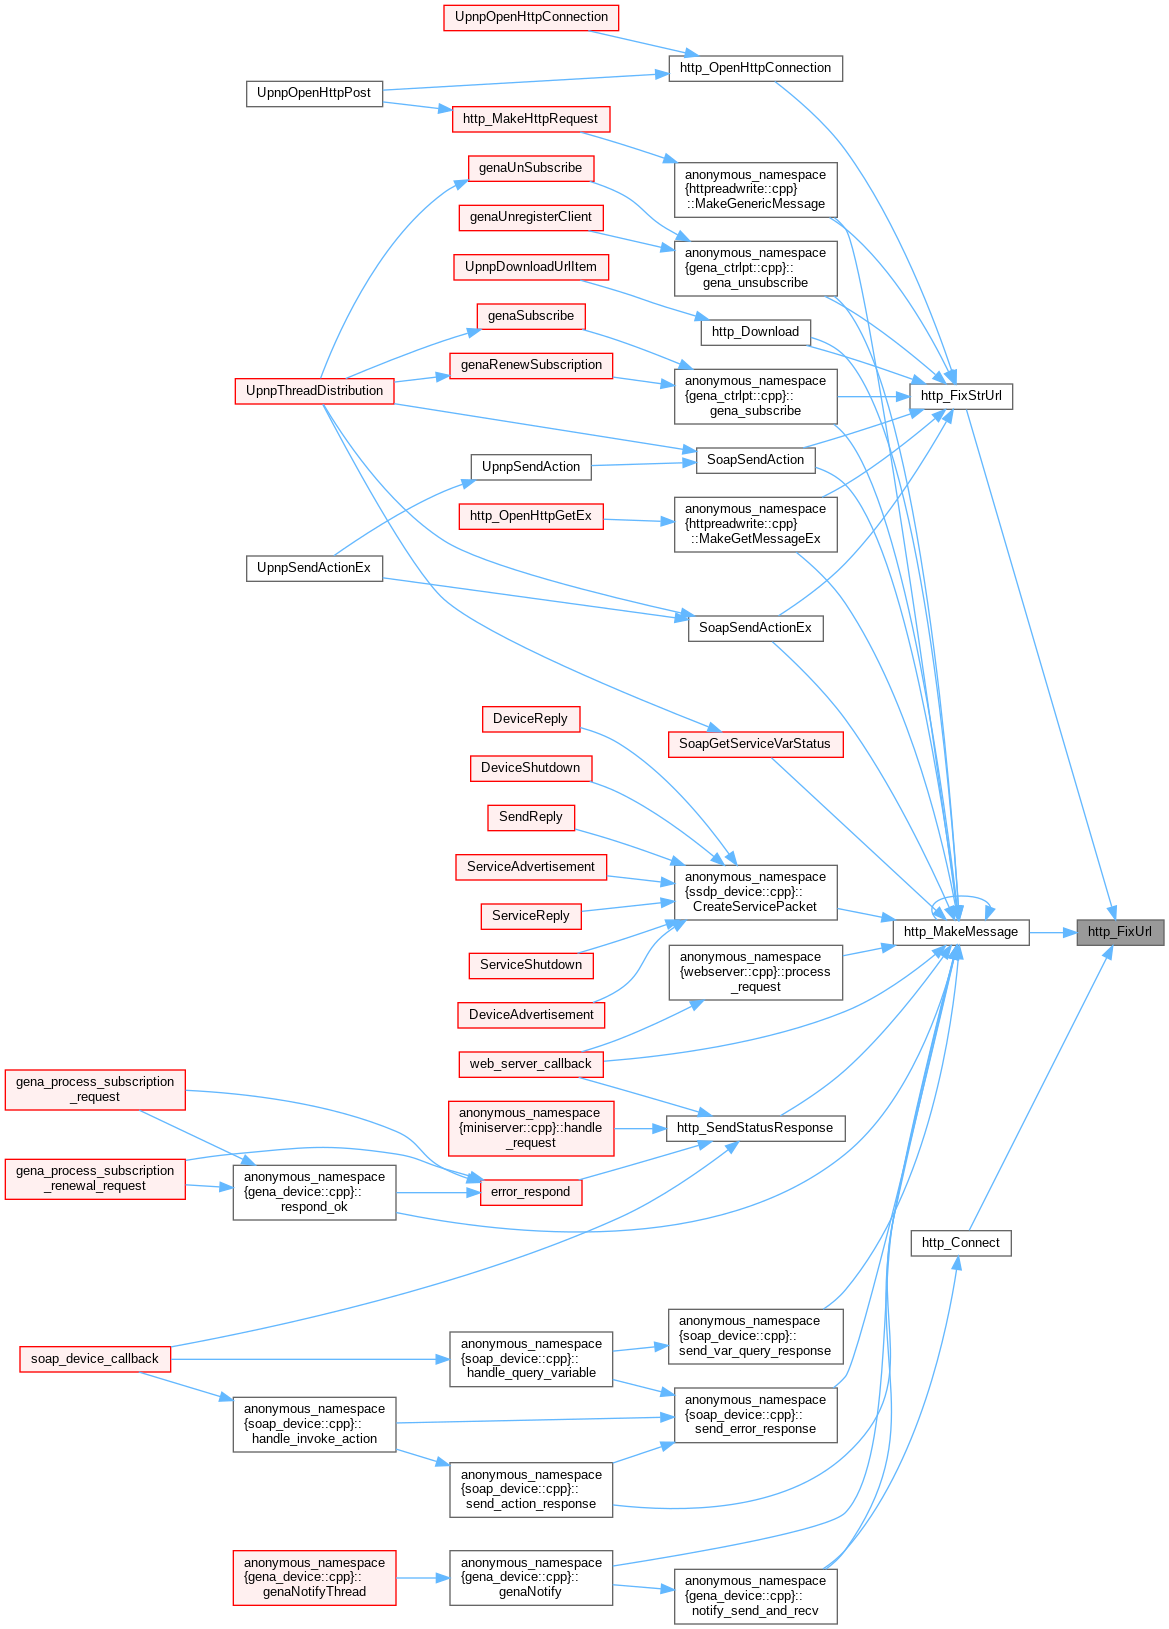 UpnpOpenHttpConnection
http_OpenHttpConnection
UpnpOpenHttpPost
http_MakeHttpRequest
genaUnSubscribe
anonymous_namespace
{httpreadwrite::cpp}
::MakeGenericMessage
genaUnregisterClient
anonymous_namespace
{gena_ctrlpt::cpp}::
gena_unsubscribe
UpnpDownloadUrlItem
genaSubscribe
http_Download
genaRenewSubscription
UpnpThreadDistribution
anonymous_namespace
{gena_ctrlpt::cpp}::
gena_subscribe
http_FixStrUrl
UpnpSendAction
SoapSendAction
http_OpenHttpGetEx
anonymous_namespace
{httpreadwrite::cpp}
::MakeGetMessageEx
UpnpSendActionEx
SoapSendActionEx
DeviceReply
SoapGetServiceVarStatus
DeviceShutdown
SendReply
ServiceAdvertisement
anonymous_namespace
{ssdp_device::cpp}::
CreateServicePacket
ServiceReply
http_MakeMessage
http_FixUrl
ServiceShutdown
anonymous_namespace
{webserver::cpp}::process
_request
DeviceAdvertisement
web_server_callback
gena_process_subscription
_request
anonymous_namespace
{miniserver::cpp}::handle
_request
http_SendStatusResponse
gena_process_subscription
_renewal_request
anonymous_namespace
{gena_device::cpp}::
respond_ok
error_respond
http_Connect
anonymous_namespace
{soap_device::cpp}::
send_var_query_response
soap_device_callback
anonymous_namespace
{soap_device::cpp}::
handle_query_variable
anonymous_namespace
{soap_device::cpp}::
send_error_response
anonymous_namespace
{soap_device::cpp}::
handle_invoke_action
anonymous_namespace
{soap_device::cpp}::
send_action_response
anonymous_namespace
{gena_device::cpp}::
genaNotifyThread
anonymous_namespace
{gena_device::cpp}::
genaNotify
anonymous_namespace
{gena_device::cpp}::
notify_send_and_recv